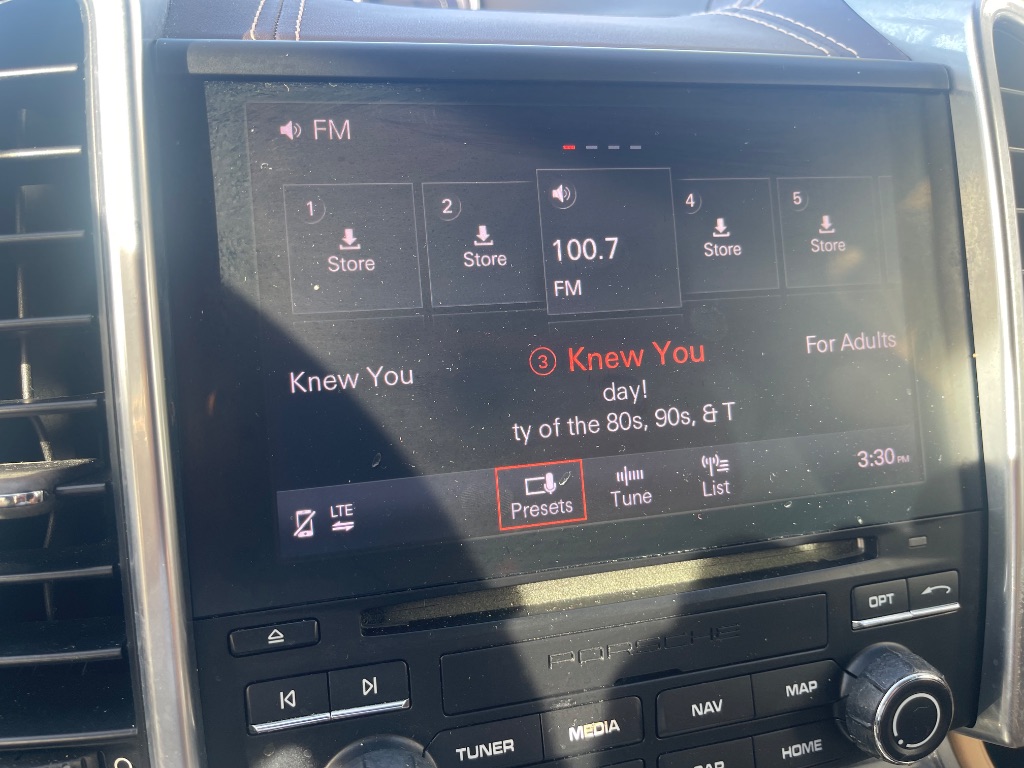 FM
1
Store
2
Store
100.7
FM
4
Store
5
Store
Knew You
3 Knew You
For Adults
day!
ty of the 80s, 90s, & T
LTE
Presets
Tune
List
3:30 PM
OPT
PORSCHE
NAV
MAP
TUNER
MEDIA
HOME